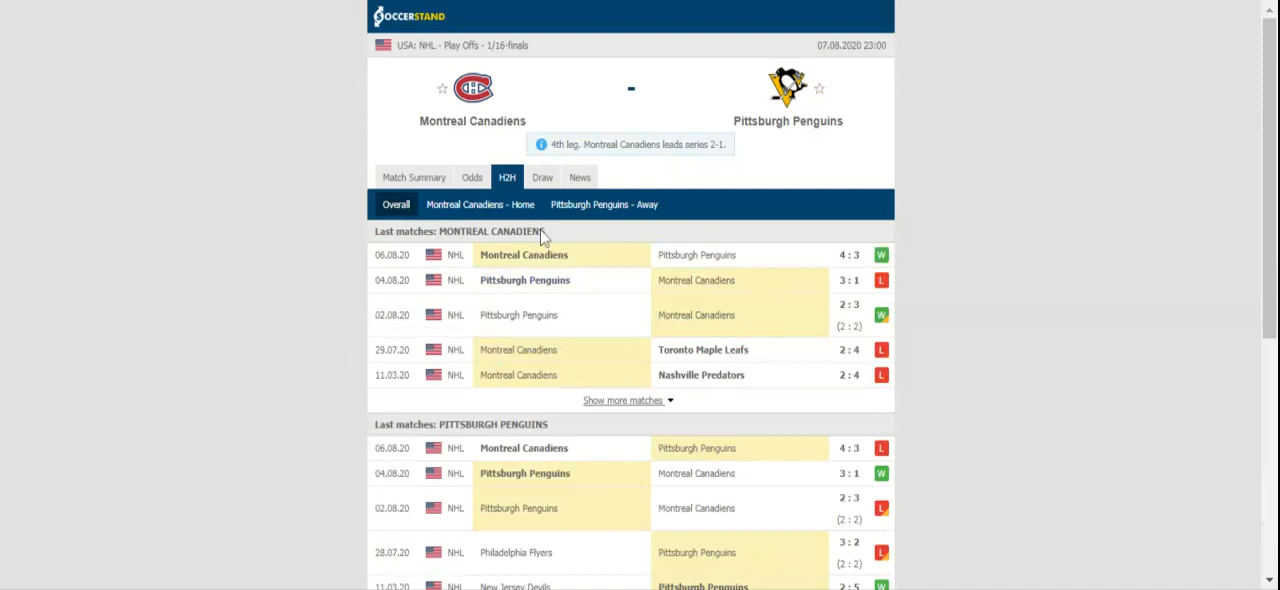 SOCCERSTAND
USA: NHL - Play Offs - 1/16-finals 07.08.2020 23:00
-
Montreal Canadiens Pittsburgh Penguins
4th leg. Montreal Canadiens leads series 2-1.
Match Summary Odds H2H Draw News
Overall Montreal Canadiens - Home Pittsburgh Penguins - Away
Last matches: MONTREAL CANADIENS
06.08.20 NHL Montreal Canadiens Pittsburgh Penguins 4 : 3 W
04.08.20 NHL Pittsburgh Penguins Montreal Canadiens 3 : 1 L
02.08.20 NHL Pittsburgh Penguins Montreal Canadiens 2 : 3 (2 : 2) W
29.07.20 NHL Montreal Canadiens Toronto Maple Leafs 2 : 4 L
11.03.20 NHL Montreal Canadiens Nashville Predators 2 : 4 L
Show more matches
Last matches: PITTSBURGH PENGUINS
06.08.20 NHL Montreal Canadiens Pittsburgh Penguins 4 : 3 L
04.08.20 NHL Pittsburgh Penguins Montreal Canadiens 3 : 1 W
02.08.20 NHL Pittsburgh Penguins Montreal Canadiens 2 : 3 (2 : 2) L
28.07.20 NHL Philadelphia Flyers Pittsburgh Penguins 3 : 2 (2 : 2) L
11.03.20 NHL New Jersey Devils Pittsburgh Penguins 2 : 5 W